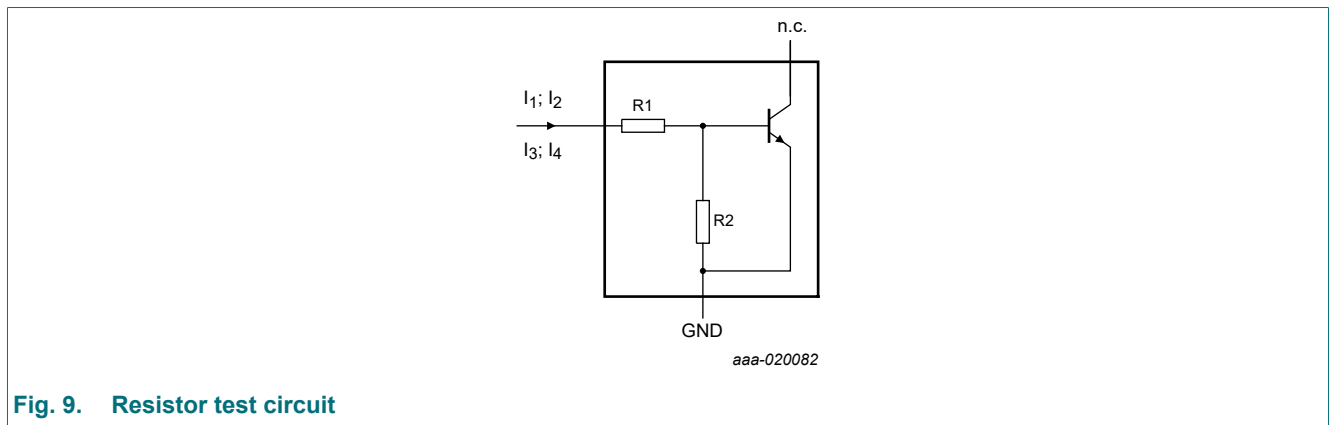 n.c.
I1; I2
R1
I3; I4
R2
GND
aaa-020082
Fig. 9. Resistor test circuit